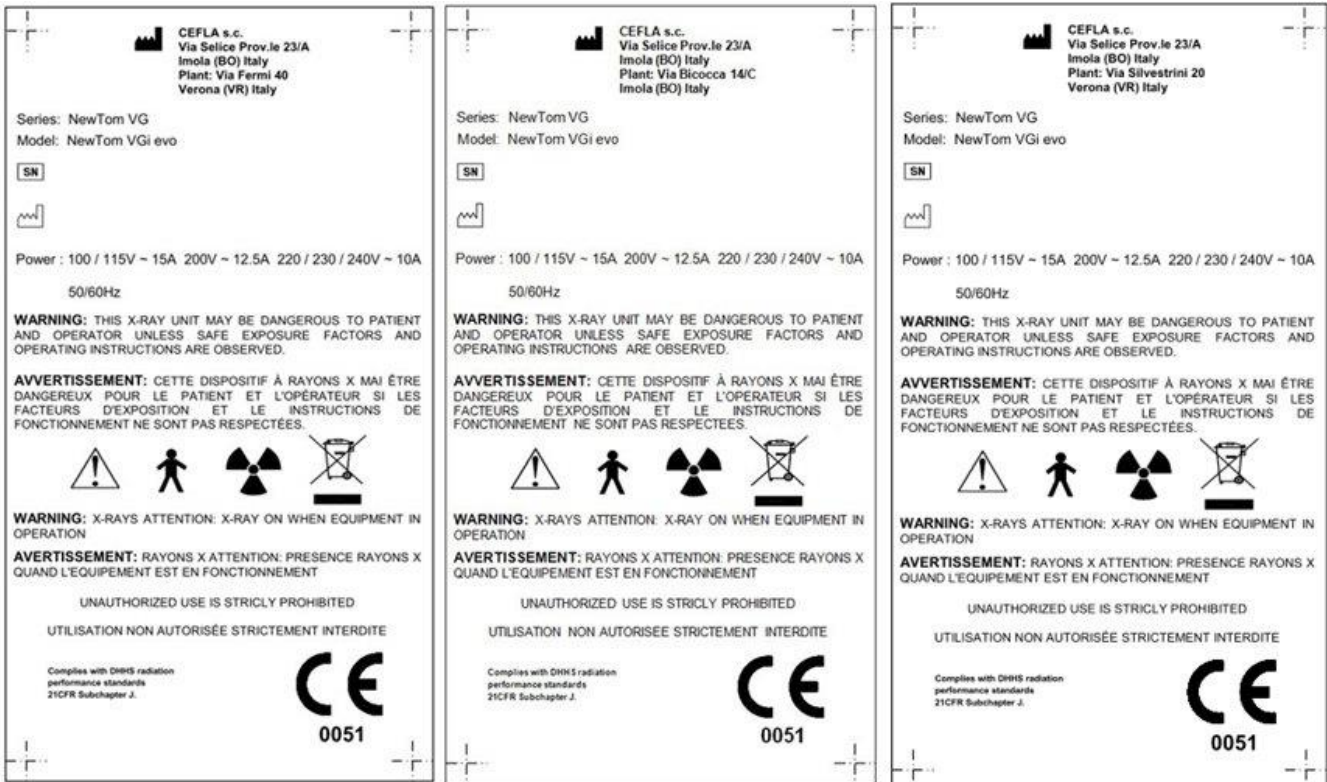 CEFLA s.c.
Via Selice Prov.le 23/A
Imola (BO) Italy
Plant: Via Fermi 40
Verona (VR) Italy
Series: NewTom VG
Model: NewTom VGi evo
SN
Power : 100 / 115V ~ 15A 200V ~ 12.5A 220 / 230 / 240V ~ 10A
50/60Hz
WARNING: THIS X-RAY UNIT MAY BE DANGEROUS TO PATIENT
AND OPERATOR UNLESS SAFE EXPOSURE FACTORS AND
OPERATING INSTRUCTIONS ARE OBSERVED.
AVVERTISSEMENT: CETTE DISPOSITIF À RAYONS X MAI ÊTRE
DANGEREUX POUR LE PATIENT ET L'OPÉRATEUR SI LES
FACTEURS D'EXPOSITION ET LE INSTRUCTIONS DE
FONCTIONNEMENT NE SONT PAS RESPECTÉES.
WARNING: X-RAYS ATTENTION: X-RAY ON WHEN EQUIPMENT IN
OPERATION
AVERTISSEMENT: RAYONS X ATTENTION: PRESENCE RAYONS X
QUAND L'EQUIPEMENT EST EN FONCTIONNEMENT
UNAUTHORIZED USE IS STRICLY PROHIBITED
UTILISATION NON AUTORISÉE STRICTEMENT INTERDITE
Complies with DHHS radiation
performance standards
21CFR Subchapter J.
CE
0051
CEFLA s.c.
Via Selice Prov.le 23/A
Imola (BO) Italy
Plant: Via Bicocca 14/C
Imola (BO) Italy
Series: NewTom VG
Model: NewTom VGi evo
SN
Power : 100 / 115V ~ 15A 200V ~ 12.5A 220 / 230 / 240V ~ 10A
50/60Hz
WARNING: THIS X-RAY UNIT MAY BE DANGEROUS TO PATIENT
AND OPERATOR UNLESS SAFE EXPOSURE FACTORS AND
OPERATING INSTRUCTIONS ARE OBSERVED.
AVVERTISSEMENT: CETTE DISPOSITIF À RAYONS X MAI ÊTRE
DANGEREUX POUR LE PATIENT ET L'OPÉRATEUR SI LES
FACTEURS D'EXPOSITION ET LE INSTRUCTIONS DE
FONCTIONNEMENT NE SONT PAS RESPECTEES.
WARNING: X-RAYS ATTENTION: X-RAY ON WHEN EQUIPMENT IN
OPERATION
AVERTISSEMENT: RAYONS X ATTENTION: PRESENCE RAYONS X
QUAND L'EQUIPEMENT EST EN FONCTIONNEMENT
UNAUTHORIZED USE IS STRICLY PROHIBITED
UTILISATION NON AUTORISÉE STRICTEMENT INTERDITE
Complies with DHHS radiation
performance standards
21CFR Subchapter J.
CE
0051
CEFLA s.c.
Via Selice Prov.le 23/A
Imola (BO) Italy
Plant: Via Silvestrini 20
Verona (VR) Italy
Series: NewTom VG
Model: NewTom VGi evo
SN
Power : 100 / 115V ~ 15A 200V ~ 12.5A 220 / 230 / 240V ~ 10A
50/60Hz
WARNING: THIS X-RAY UNIT MAY BE DANGEROUS TO PATIENT
AND OPERATOR UNLESS SAFE EXPOSURE FACTORS AND
OPERATING INSTRUCTIONS ARE OBSERVED.
AVVERTISSEMENT: CETTE DISPOSITIF À RAYONS X MAI ÊTRE
DANGEREUX POUR LE PATIENT ET L'OPÉRATEUR SI LES
FACTEURS D'EXPOSITION ET LE INSTRUCTIONS DE
FONCTIONNEMENT NE SONT PAS RESPECTÉES.
WARNING: X-RAYS ATTENTION: X-RAY ON WHEN EQUIPMENT IN
OPERATION
AVERTISSEMENT: RAYONS X ATTENTION: PRESENCE RAYONS X
QUAND L'EQUIPEMENT EST EN FONCTIONNEMENT
UNAUTHORIZED USE IS STRICLY PROHIBITED
UTILISATION NON AUTORISÉE STRICTEMENT INTERDITE
Complies with DHHS radiation
performance standards
21CFR Subchapter J.
CE
0051